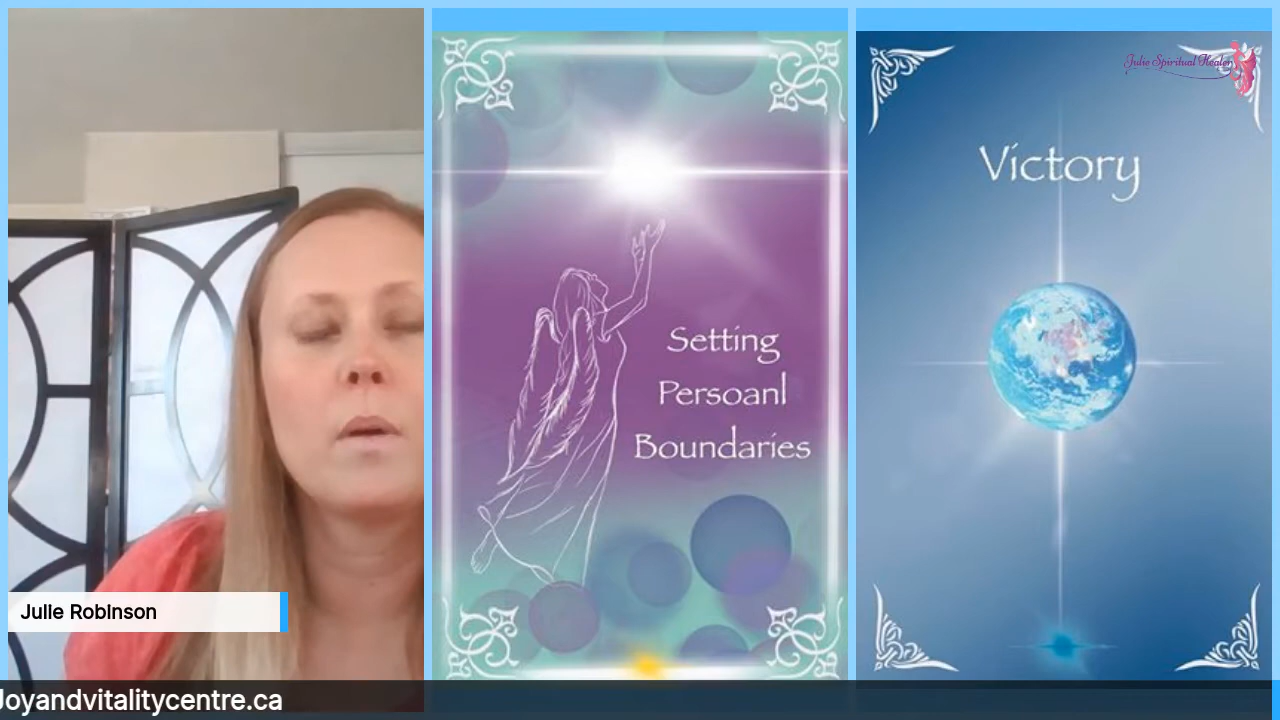 Julie Robinson
Joyandvitalitycentre.ca
Setting
Persoanl
Boundaries
Victory
Julie Spiritual Healer